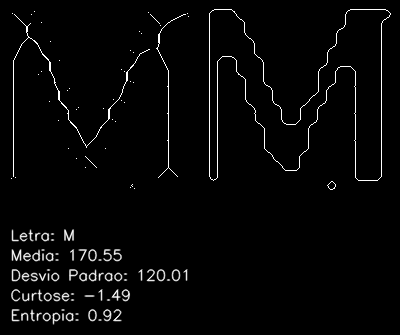 M M
Letra: M
Media: 170.55
Desvio Padrao: 120.01
Curtose: -1.49
Entropia: 0.92